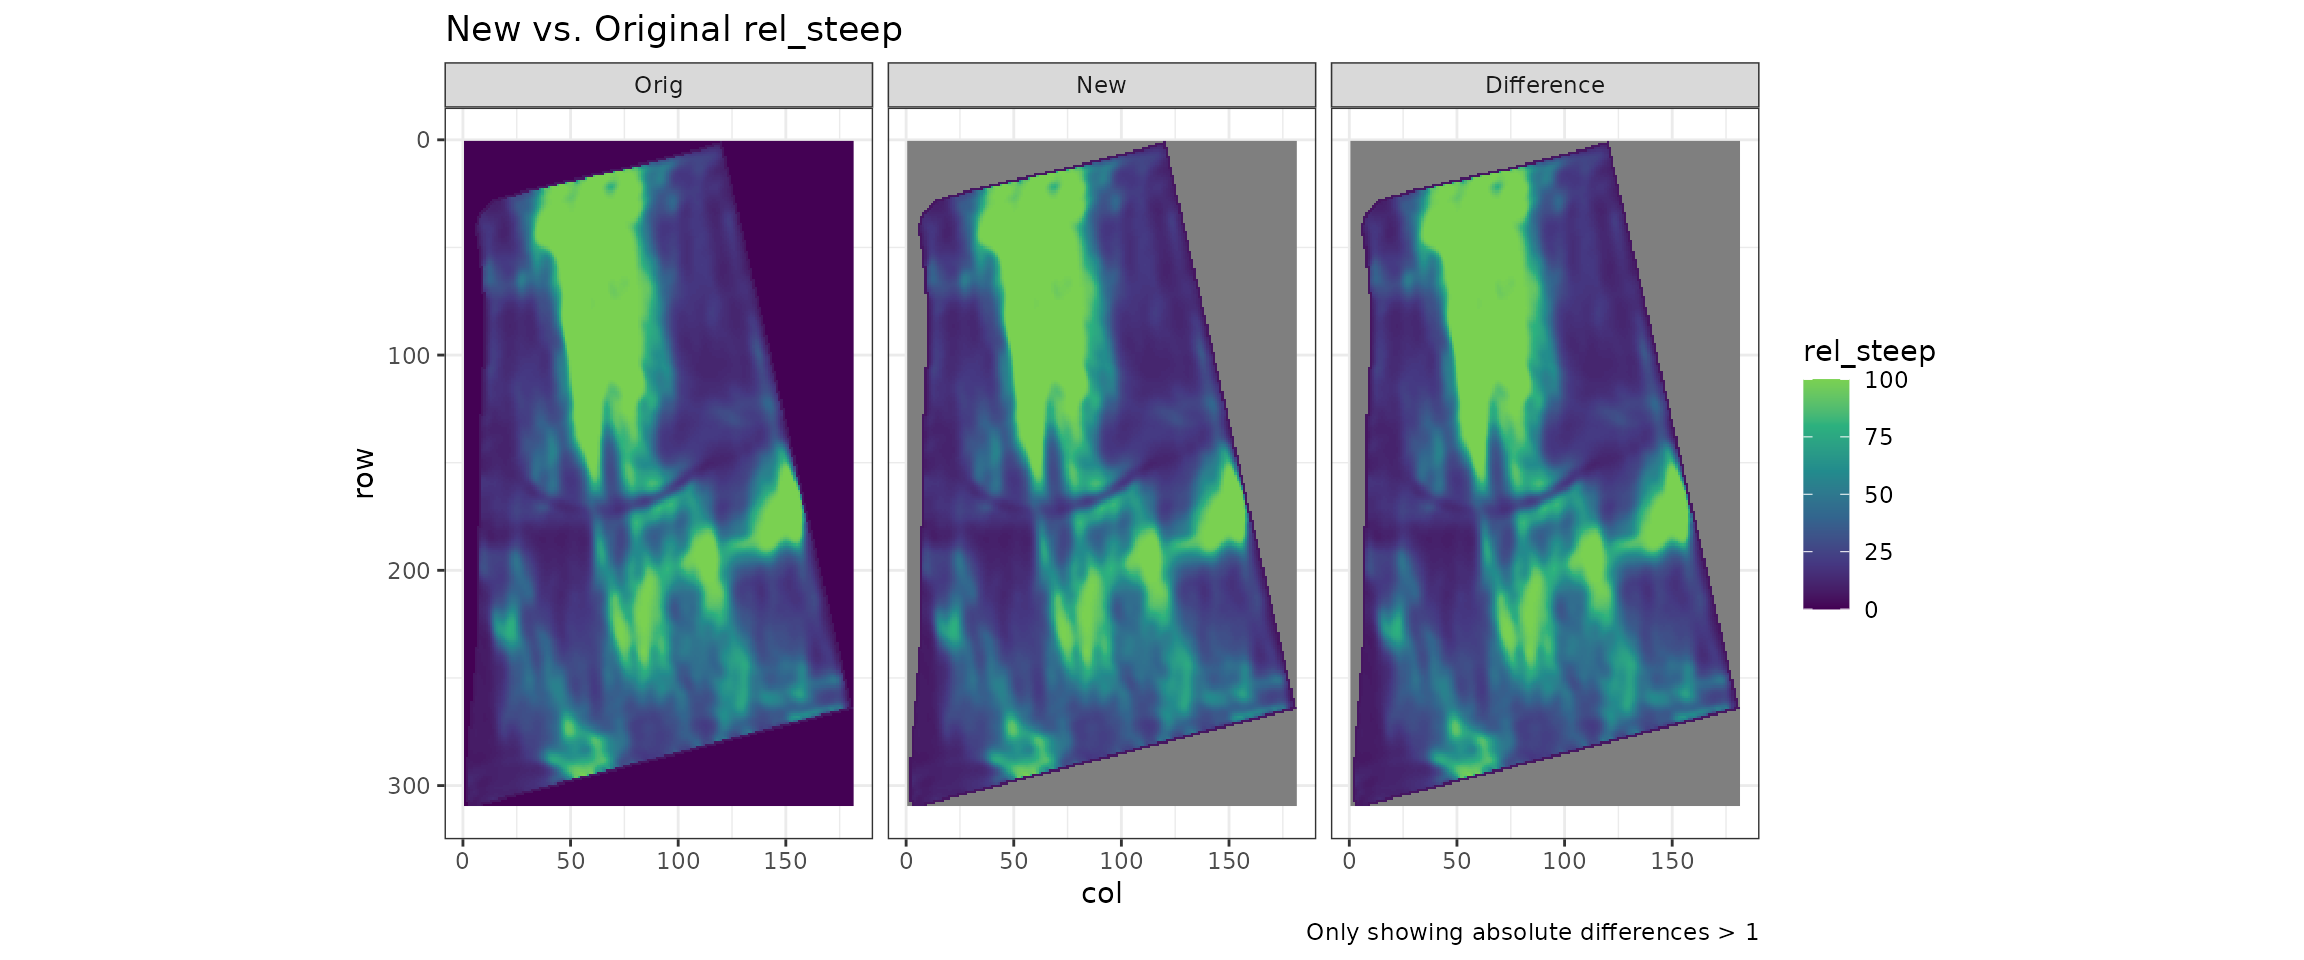 New vs. Original rel_steep
Orig
New
Difference
0
100
200
300
row
0 50 100 150
0 50 100 150
0 50 100 150
col
rel_steep
100
75
50
25
0
Only showing absolute differences > 1